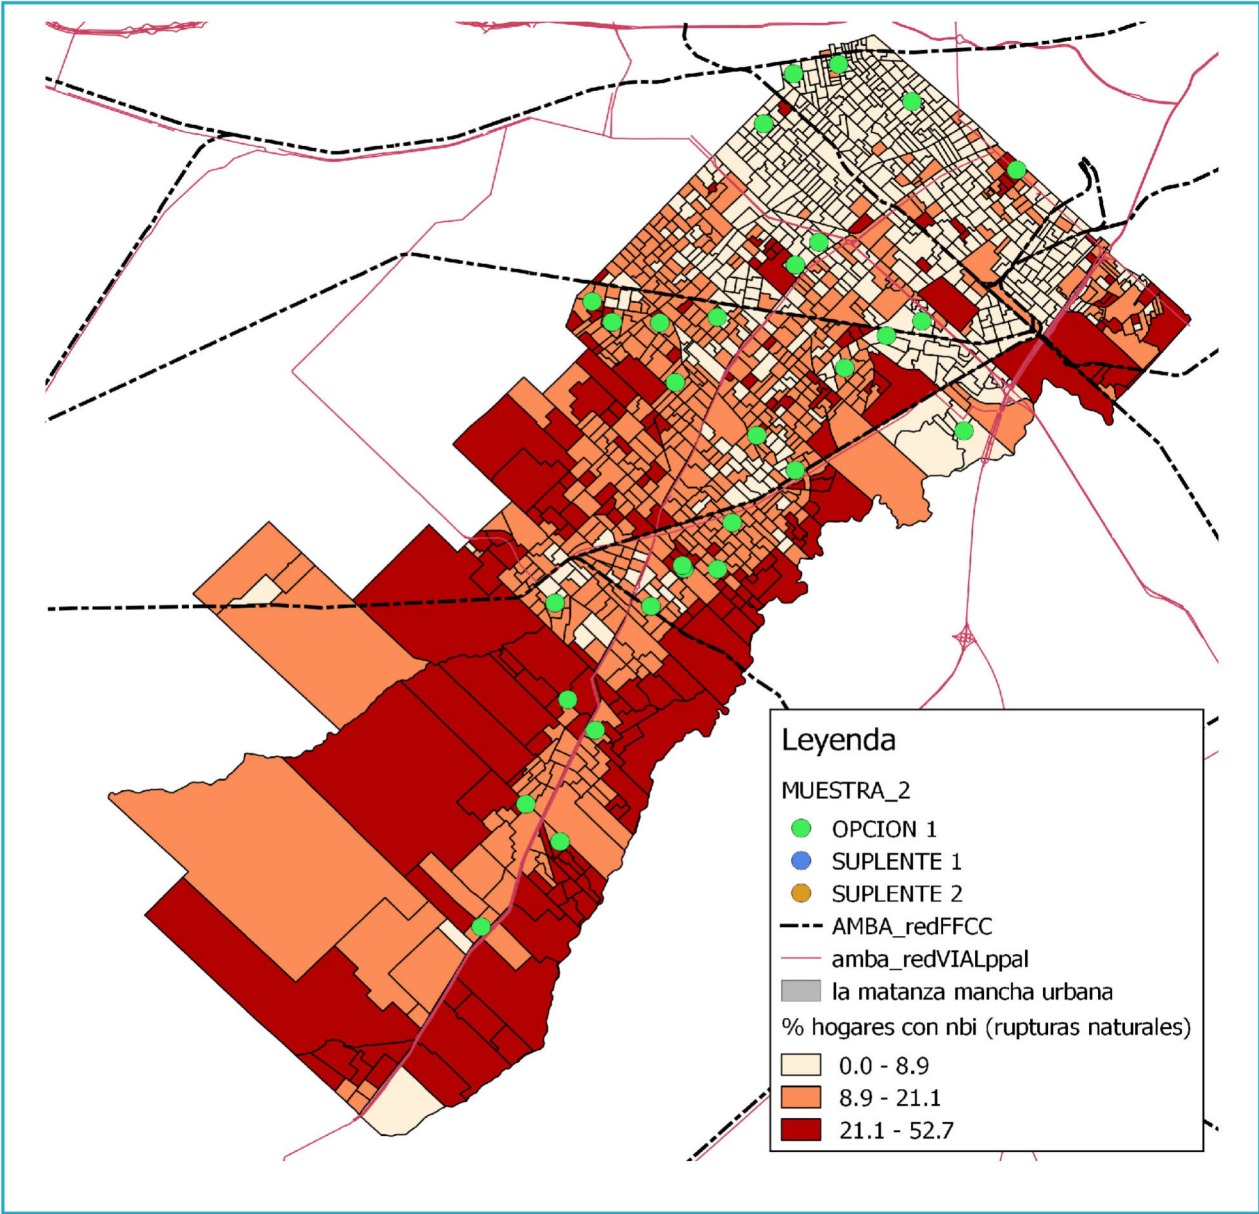 Leyenda
MUESTRA_2
OPCION 1
SUPLENTE 1
SUPLENTE 2
AMBA_redFFCC
amba_redVIALppal
la matanza mancha urbana
% hogares con nbi (rupturas naturales)
0.0 - 8.9
8.9 - 21.1
21.1 - 52.7